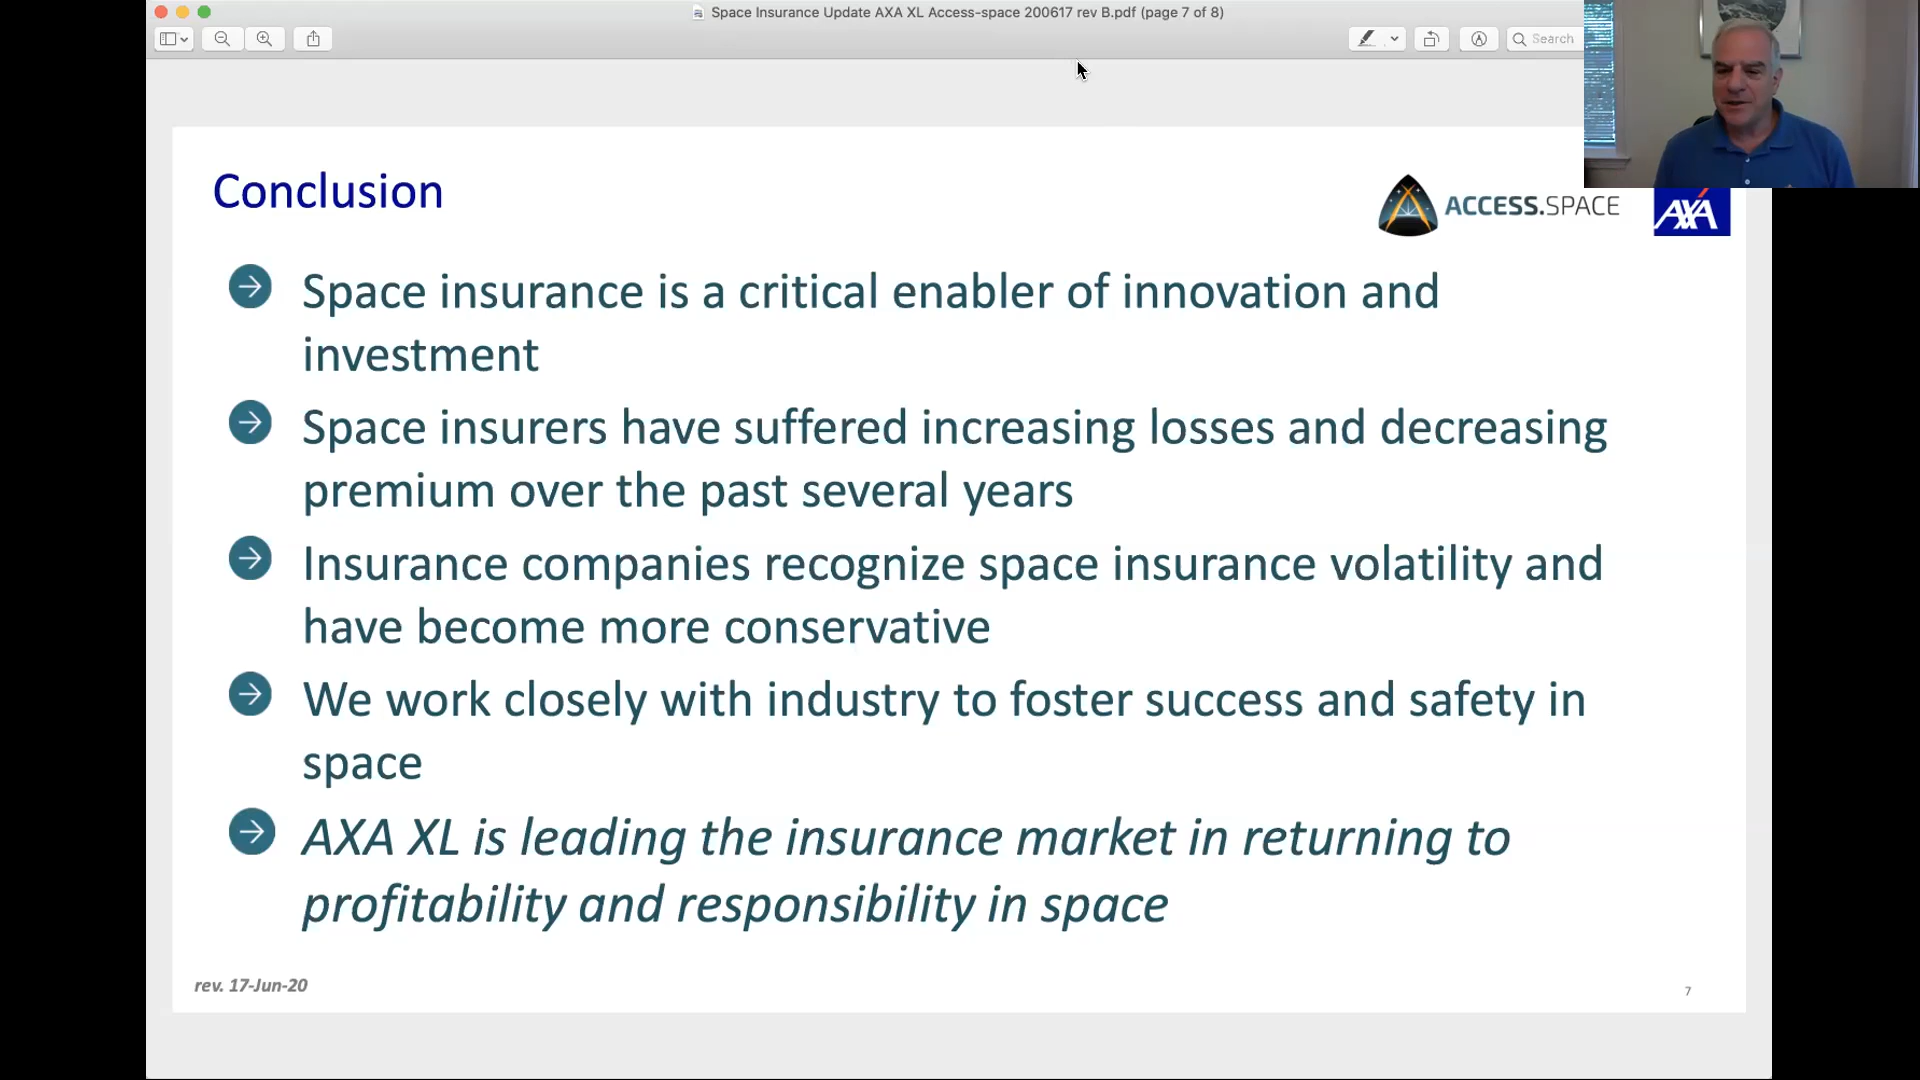 Space Insurance Update AXA XL Access-space 200617 rev B.pdf (page 7 of 8)
Search
Conclusion
ACCESS.SPACE
AXA
Space insurance is a critical enabler of innovation and
investment
Space insurers have suffered increasing losses and decreasing
premium over the past several years
Insurance companies recognize space insurance volatility and
have become more conservative
We work closely with industry to foster success and safety in
space
AXA XL is leading the insurance market in returning to
profitability and responsibility in space
rev. 17-Jun-20
7